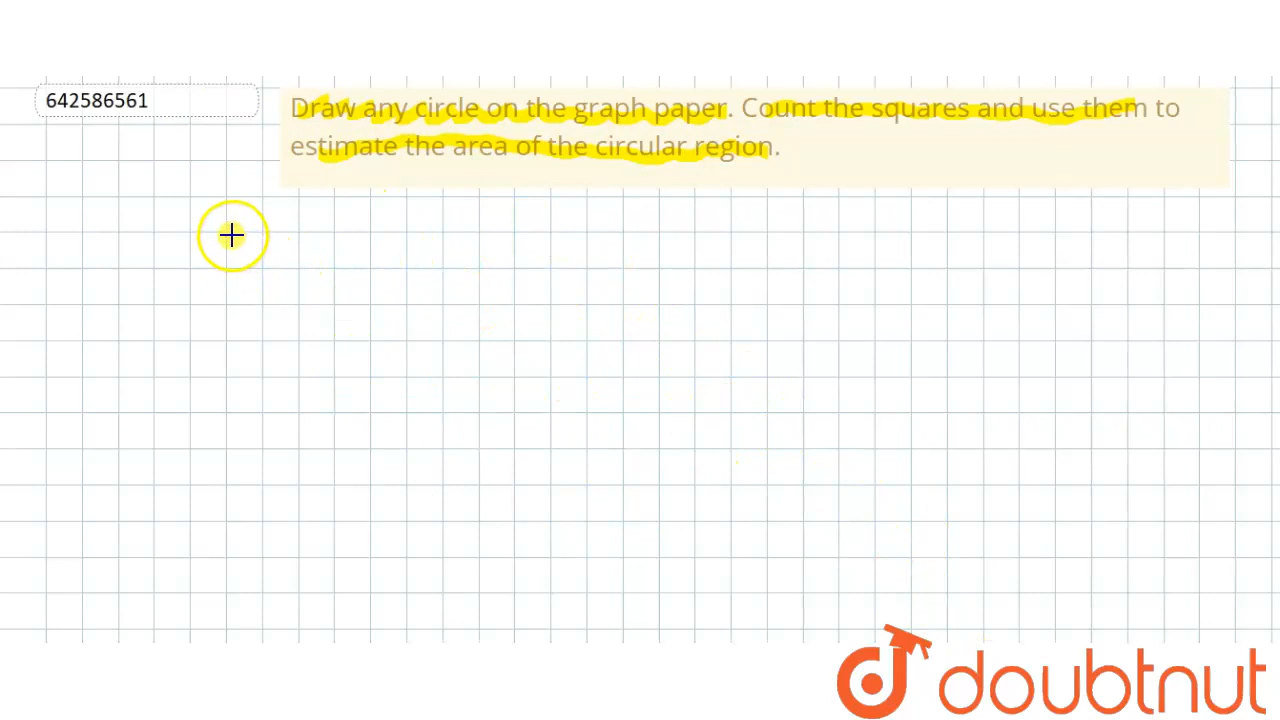 642586561
Draw any circle on the graph paper. Count the squares and use them to
estimate the area of the circular region.
doubtnut